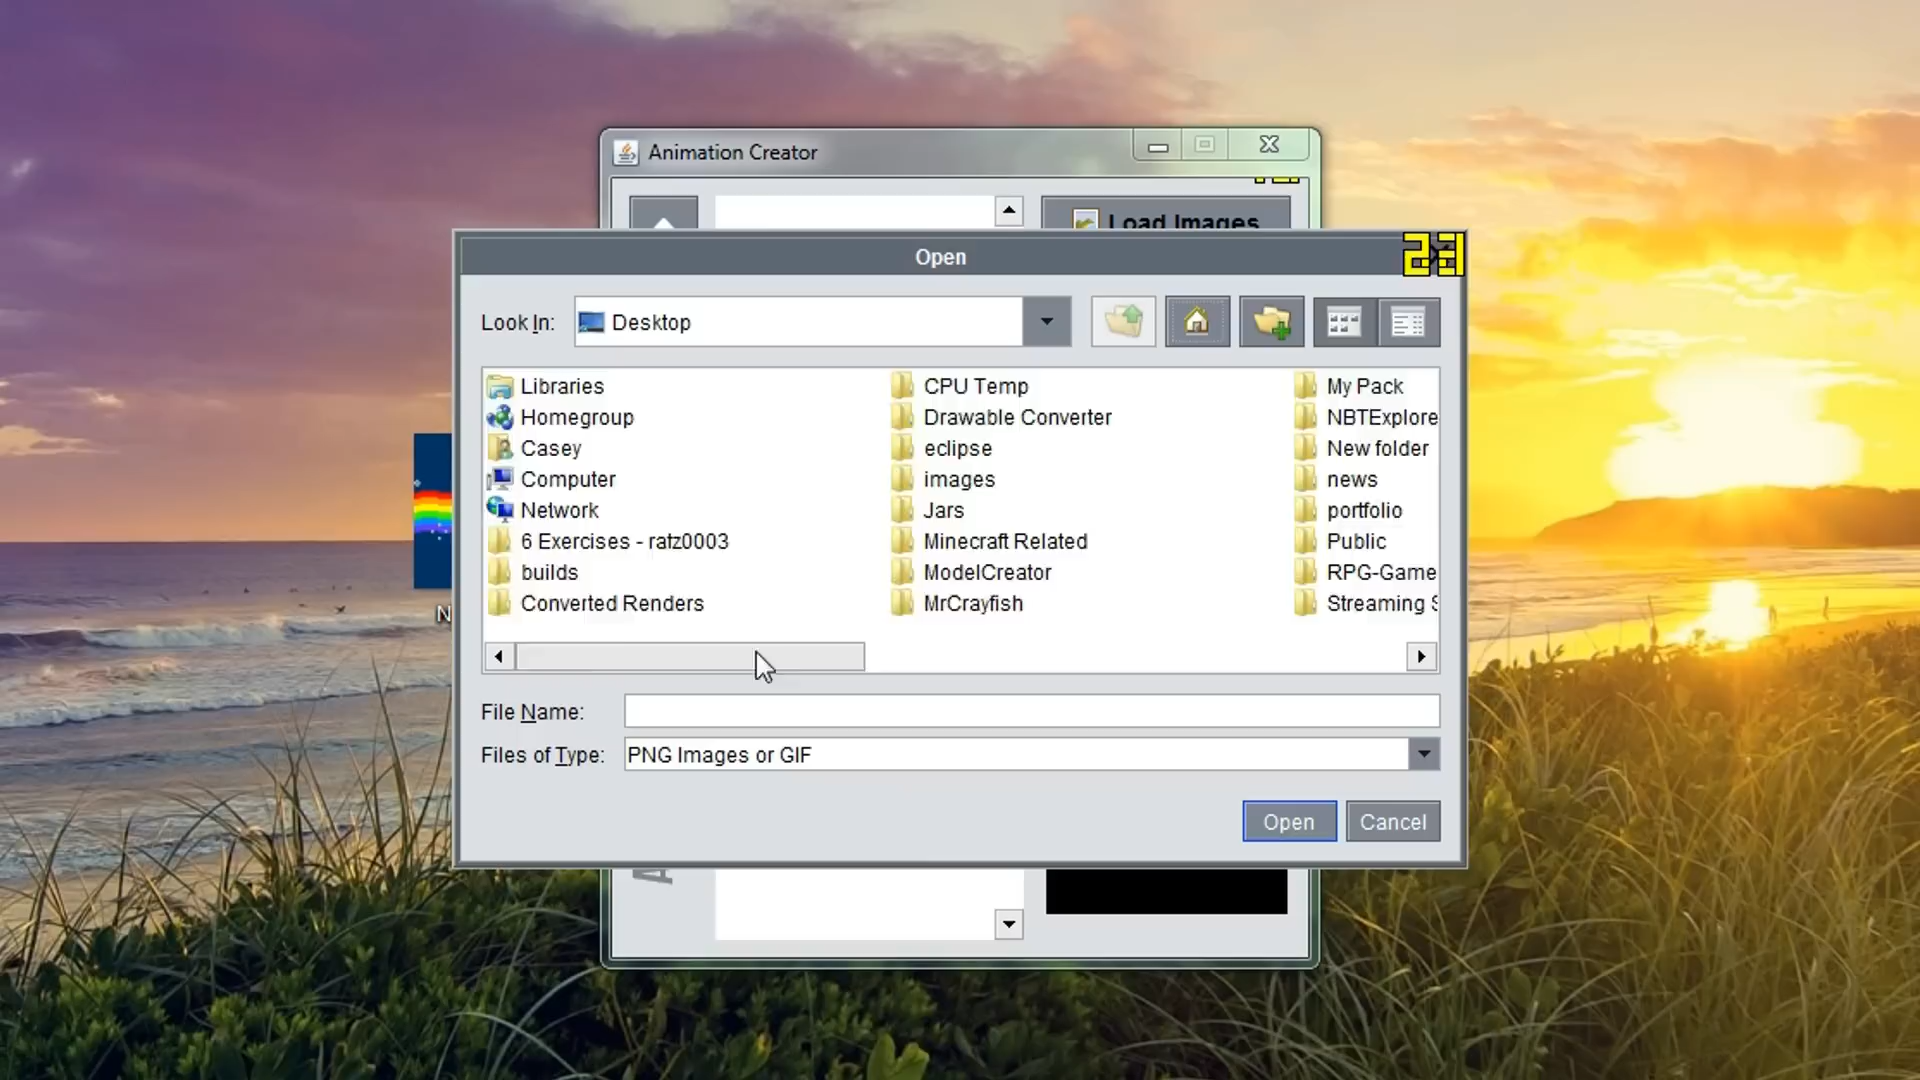 Animation Creator
Load Images
Open
23
Look In: Desktop
Libraries
Homegroup
Casey
Computer
Network
6 Exercises - ratz0003
builds
Converted Renders
CPU Temp
Drawable Converter
eclipse
images
Jars
Minecraft Related
ModelCreator
MrCrayfish
My Pack
NBTExplore
New folder
news
portfolio
Public
RPG-Game
Streaming S
File Name:
Files of Type: PNG Images or GIF
Open Cancel
N
A